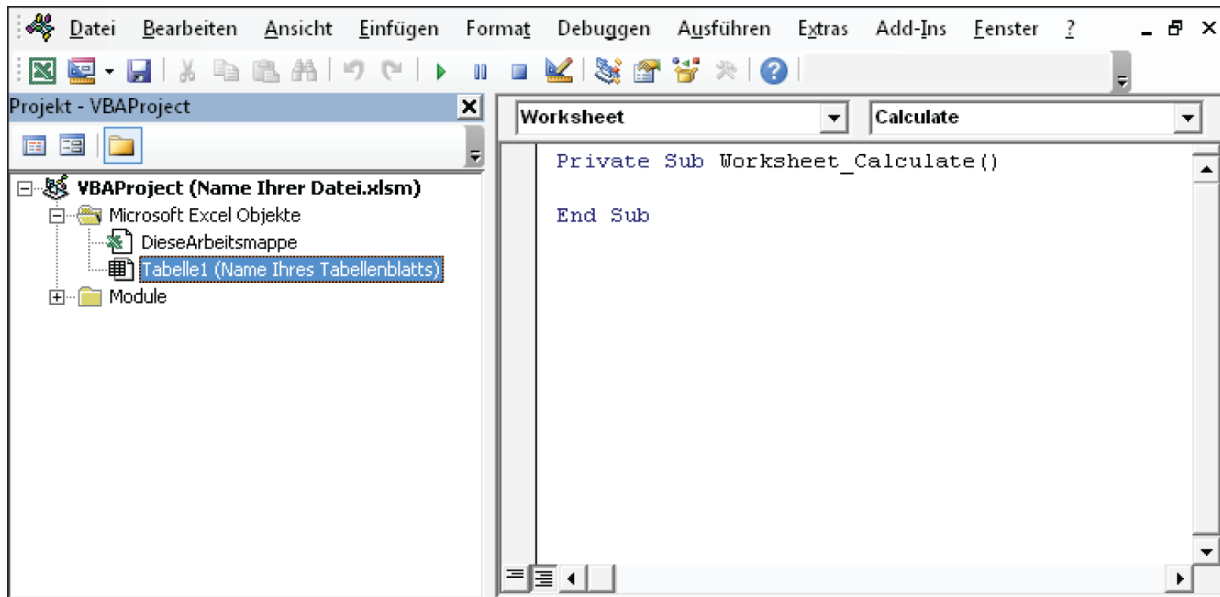 Datei Bearbeiten Ansicht Einfügen Format Debuggen Ausführen Extras Add-Ins Fenster ?
Projekt - VBAProject
VBAProject (Name Ihrer Datei.xlsm)
Microsoft Excel Objekte
DieseArbeitsmappe
Tabelle1 (Name Ihres Tabellenblatts)
Module
Worksheet Calculate
Private Sub Worksheet_Calculate()
End Sub